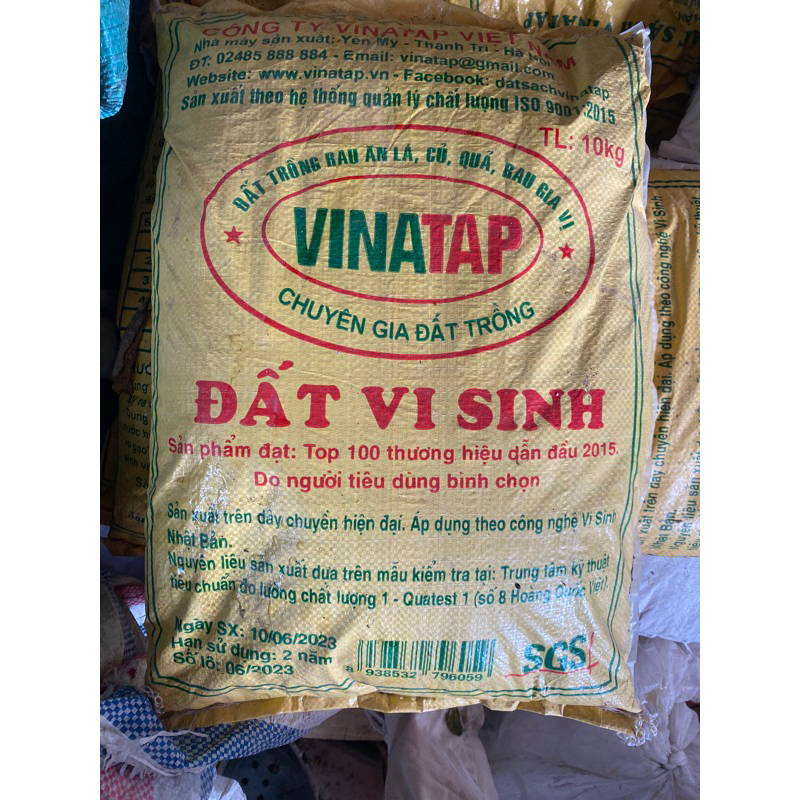 CÔNG TY VINATAP VIỆT NAM
Nhà máy sản xuất: Yên Mỹ - Thanh Trì - Hà Nội
ĐT: 02485 888 884 - Email: vinatap@gmail.com
Website: www.vinatap.vn - Facebook: datsachvinatap
Sản xuất theo hệ thống quản lý chất lượng ISO 9001:2015
TL: 10kg
ĐẤT TRỒNG RAU ĂN LÁ, CỦ, QUẢ, RAU GIA VỊ
VINATAP
CHUYÊN GIA ĐẤT TRỒNG
ĐẤT VI SINH
Sản phẩm đạt: Top 100 thương hiệu dẫn đầu 2015.
Do người tiêu dùng bình chọn
Sản xuất trên dây chuyền hiện đại. Áp dụng theo công nghệ Vi Sinh
Nhật Bản.
Nguyên liệu sản xuất dựa trên mẫu kiểm tra tại: Trung tâm kỹ thuật
tiêu chuẩn đo lường chất lượng 1 - Quatest 1 (số 8 Hoàng Quốc Việt).
Ngày SX: 10/06/2023
Hạn sử dụng: 2 năm
Số lô: 06/2023
8 938532 796059
SGS